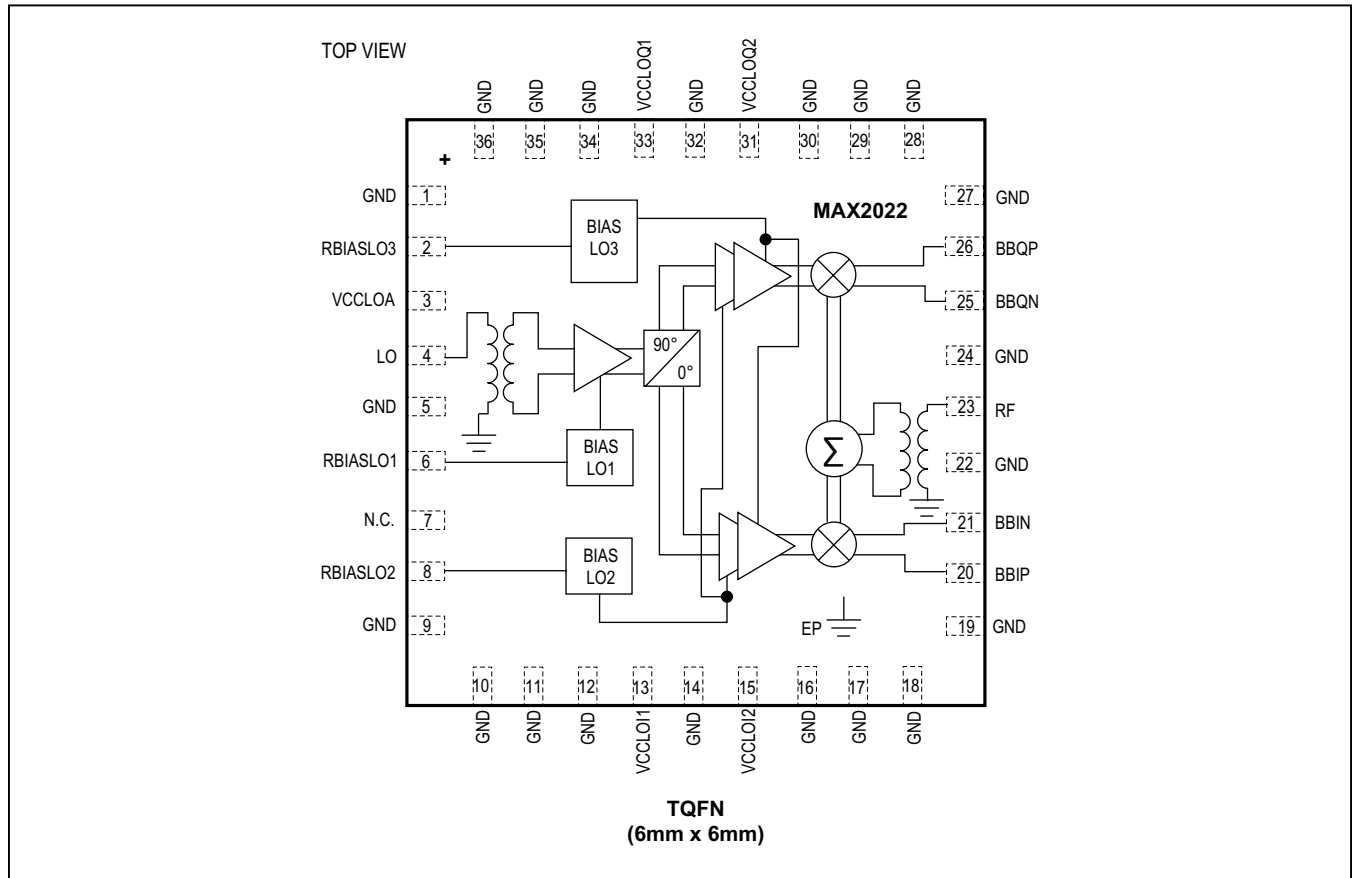 TOP VIEW
GND
GND
GND
VCCLOQ1
GND
VCCLOQ2
GND
GND
GND
36
35
34
33
32
31
30
29
28
+
MAX2022
GND 1
RBIASLO3 2
VCCLOA 3
LO 4
GND 5
RBIASLO1 6
N.C. 7
RBIASLO2 8
GND 9
BIAS
LO3
90°
0°
BIAS
LO1
BIAS
LO2
Σ
EP
27 GND
26 BBQP
25 BBQN
24 GND
23 RF
22 GND
21 BBIN
20 BBIP
19 GND
10
11
12
13
14
15
16
17
18
GND
GND
GND
VCCLOI1
GND
VCCLOI2
GND
GND
GND
TQFN
(6mm x 6mm)